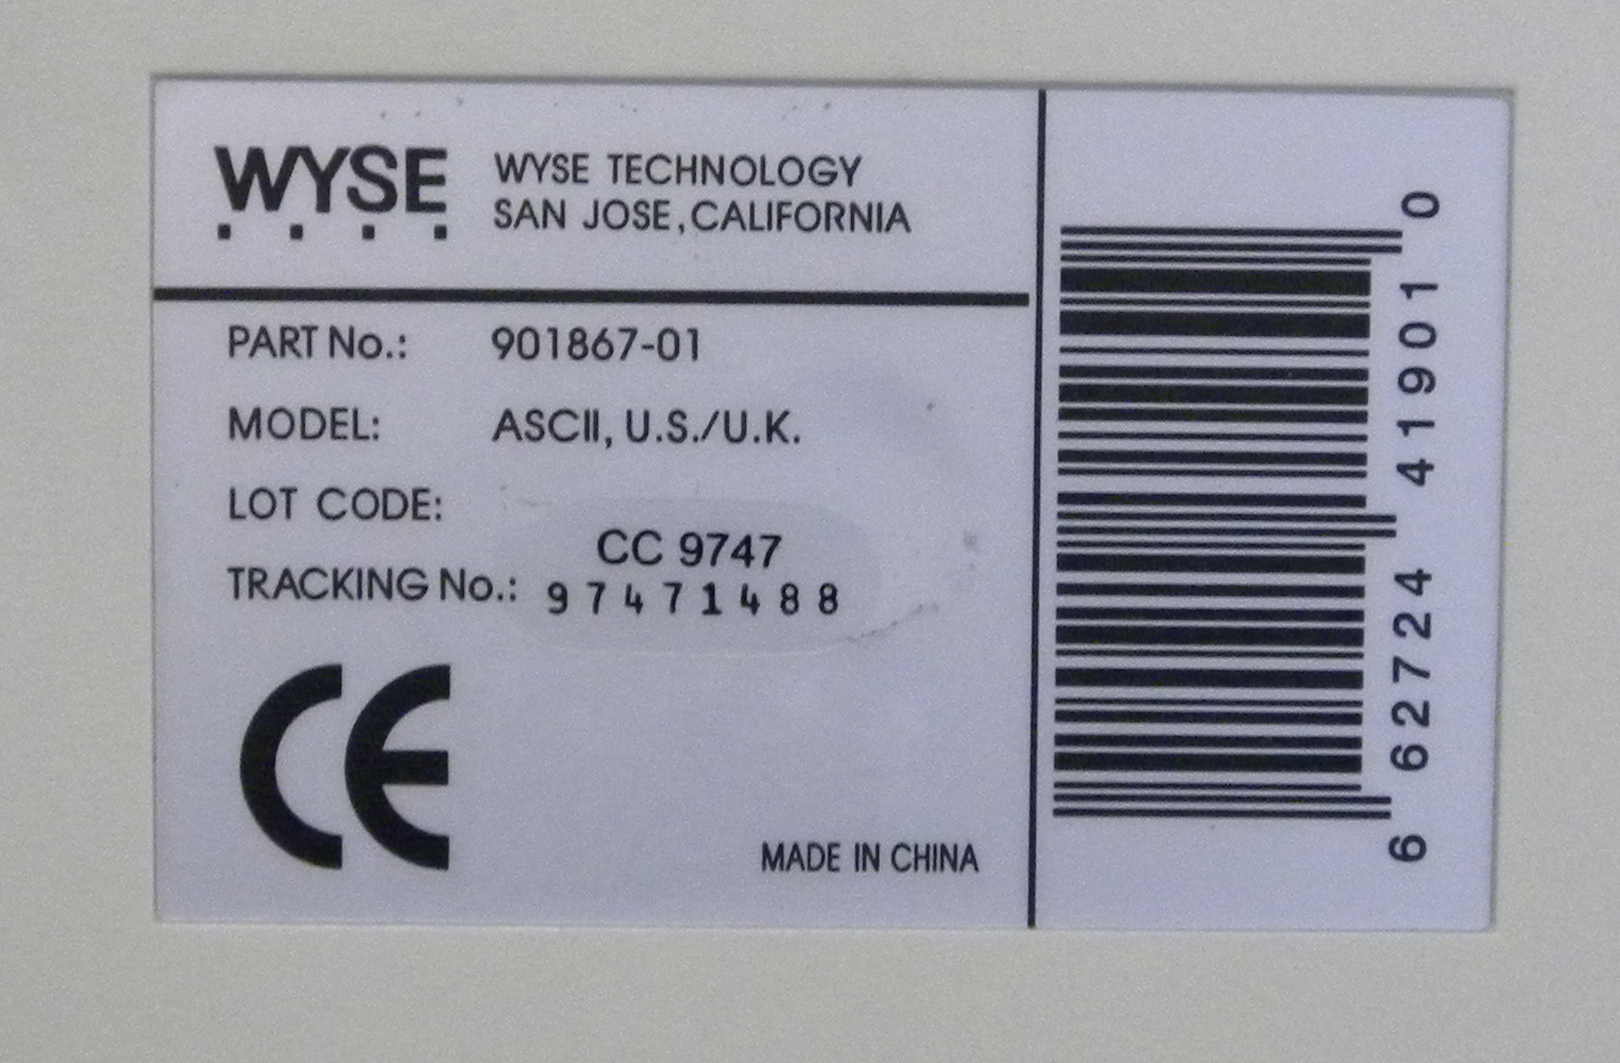 WYSE
WYSE TECHNOLOGY
SAN JOSE, CALIFORNIA
PART No.: 901867-01
MODEL: ASCII, U.S./U.K.
LOT CODE: CC 9747
TRACKING No.: 97471488
CE
MADE IN CHINA
6 62724 41901 0